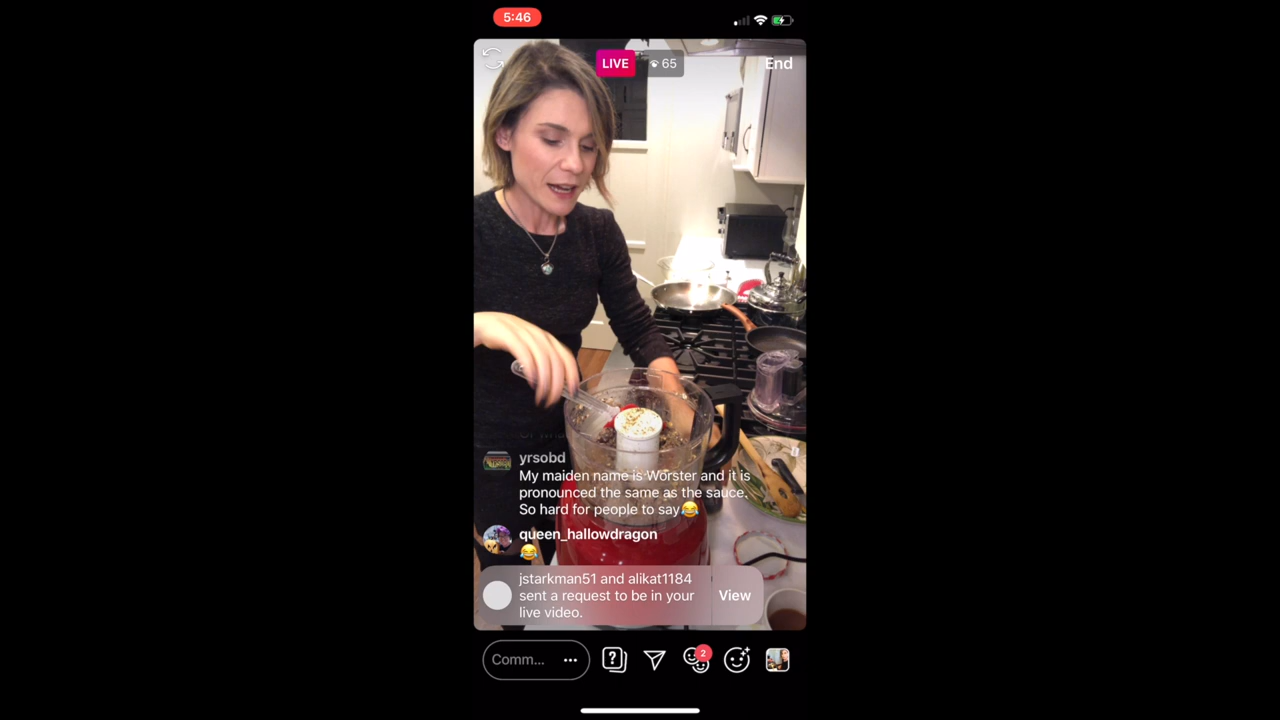 5:46
LIVE
65
End
yrsobd
My maiden name is Worster and it is
pronounced the same as the sauce.
So hard for people to say😂
queen_hallowdragon
😂
jstarkman51 and alikat1184
sent a request to be in your
live video.
View
Comm...
2